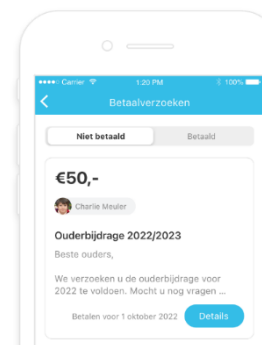 Carrier 1:20 PM 100%
Betaalverzoeken
Niet betaald Betaald
€50,-
Charlie Meuler
Ouderbijdrage 2022/2023
Beste ouders,
We verzoeken u de ouderbijdrage voor
2022 te voldoen. Mocht u nog vragen ...
Betalen voor 1 oktober 2022 Details